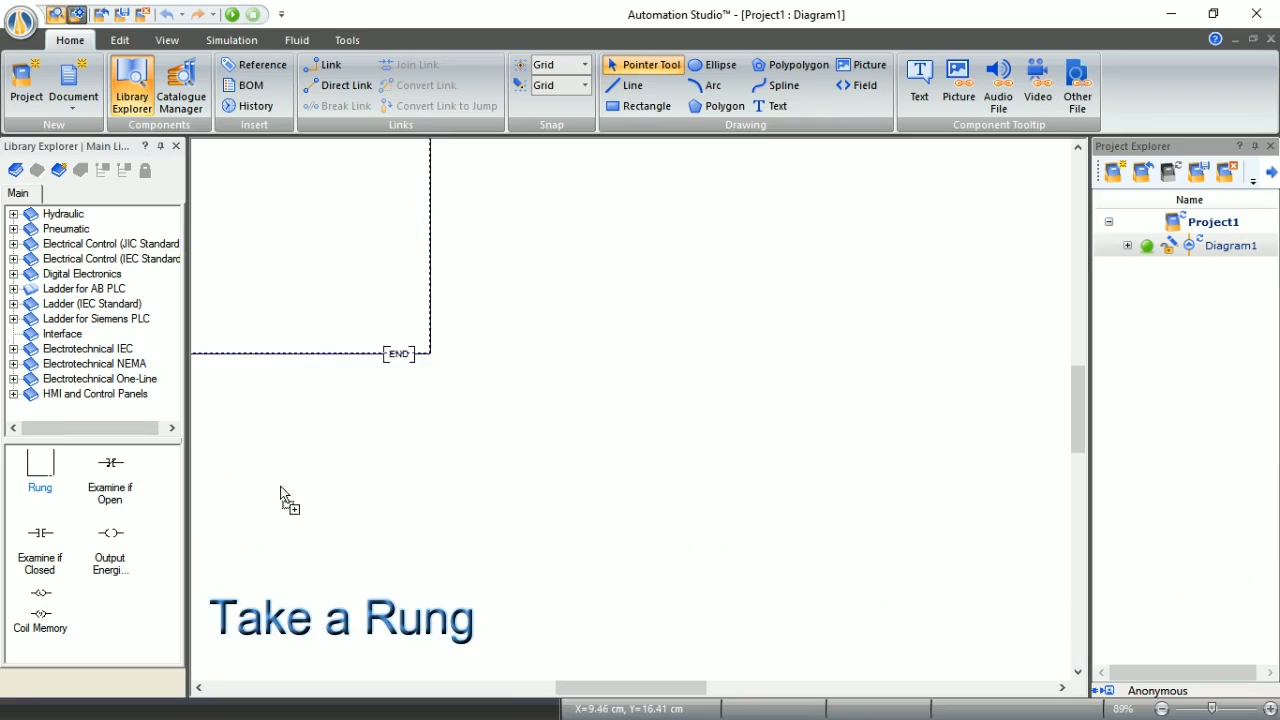 Automation Studio™ - [Project1 : Diagram1]
Home Edit View Simulation Fluid Tools
Project
Document
New
Library Explorer
Catalogue Manager
Components
Reference
BOM
History
Insert
Link
Direct Link
Break Link
Join Link
Convert Link
Convert Link to Jump
Links
Grid
Grid
Snap
Pointer Tool
Line
Rectangle
Ellipse
Arc
Polygon
Polypolygon
Spline
Text
Picture
Field
Drawing
Text
Picture
Audio File
Video
Other File
Component Tooltip
Library Explorer | Main Li...
Main
Hydraulic
Pneumatic
Electrical Control (JIC Standard
Electrical Control (IEC Standard
Digital Electronics
Ladder for AB PLC
Ladder (IEC Standard)
Ladder for Siemens PLC
Interface
Electrotechnical IEC
Electrotechnical NEMA
Electrotechnical One-Line
HMI and Control Panels
Rung
Examine if Open
Examine if Closed
Output Energi...
Coil Memory
END
Take a Rung
Project Explorer
Name
Project1
Diagram1
Anonymous
X=9.46 cm, Y=16.41 cm
89%